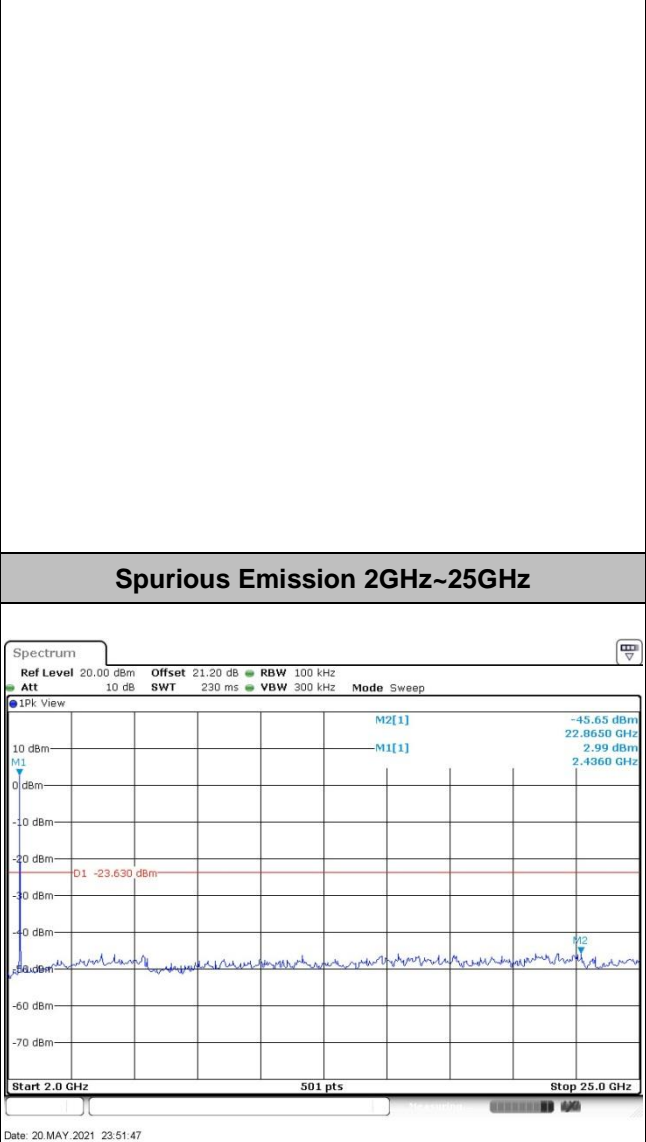 Spurious Emission 2GHz~25GHz
Spectrum
Ref Level 20.00 dBm Offset 21.20 dB RBW 100 kHz
Att 10 dB SWT 230 ms VBW 300 kHz Mode Sweep
1Pk View
M2[1] -45.65 dBm
22.8650 GHz
10 dBm M1[1] 2.99 dBm
M1 2.4360 GHz
0 dBm
-10 dBm
-20 dBm
D1 -23.630 dBm
-30 dBm
-40 dBm
M2
-50 dBm
-60 dBm
-70 dBm
Start 2.0 GHz 501 pts Stop 25.0 GHz
Date: 20.MAY.2021 23:51:47